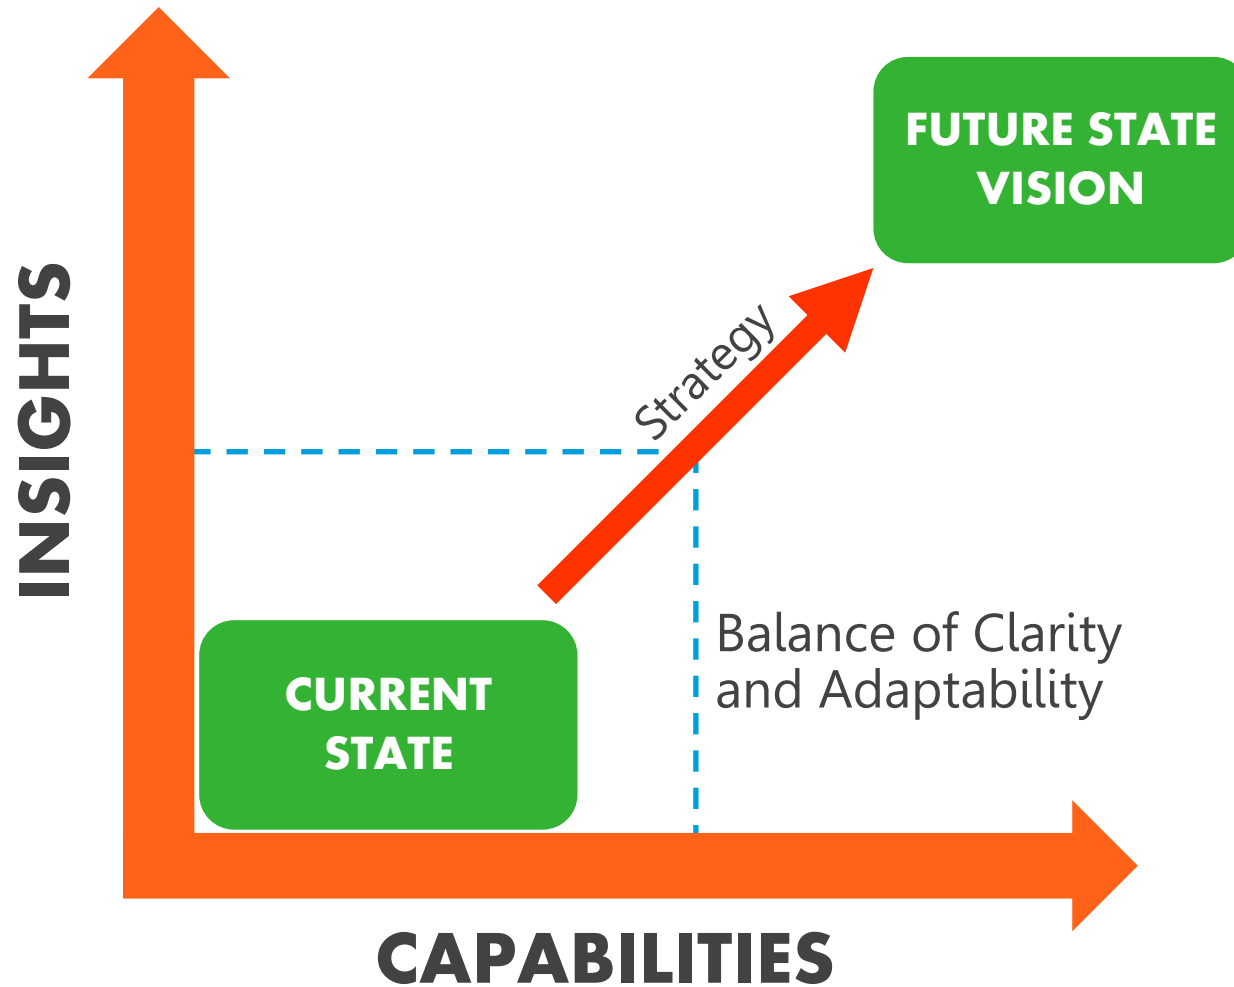 FUTURE STATE
VISION
INSIGHTS
Strategy
Balance of Clarity
and Adaptability
CURRENT
STATE
CAPABILITIES